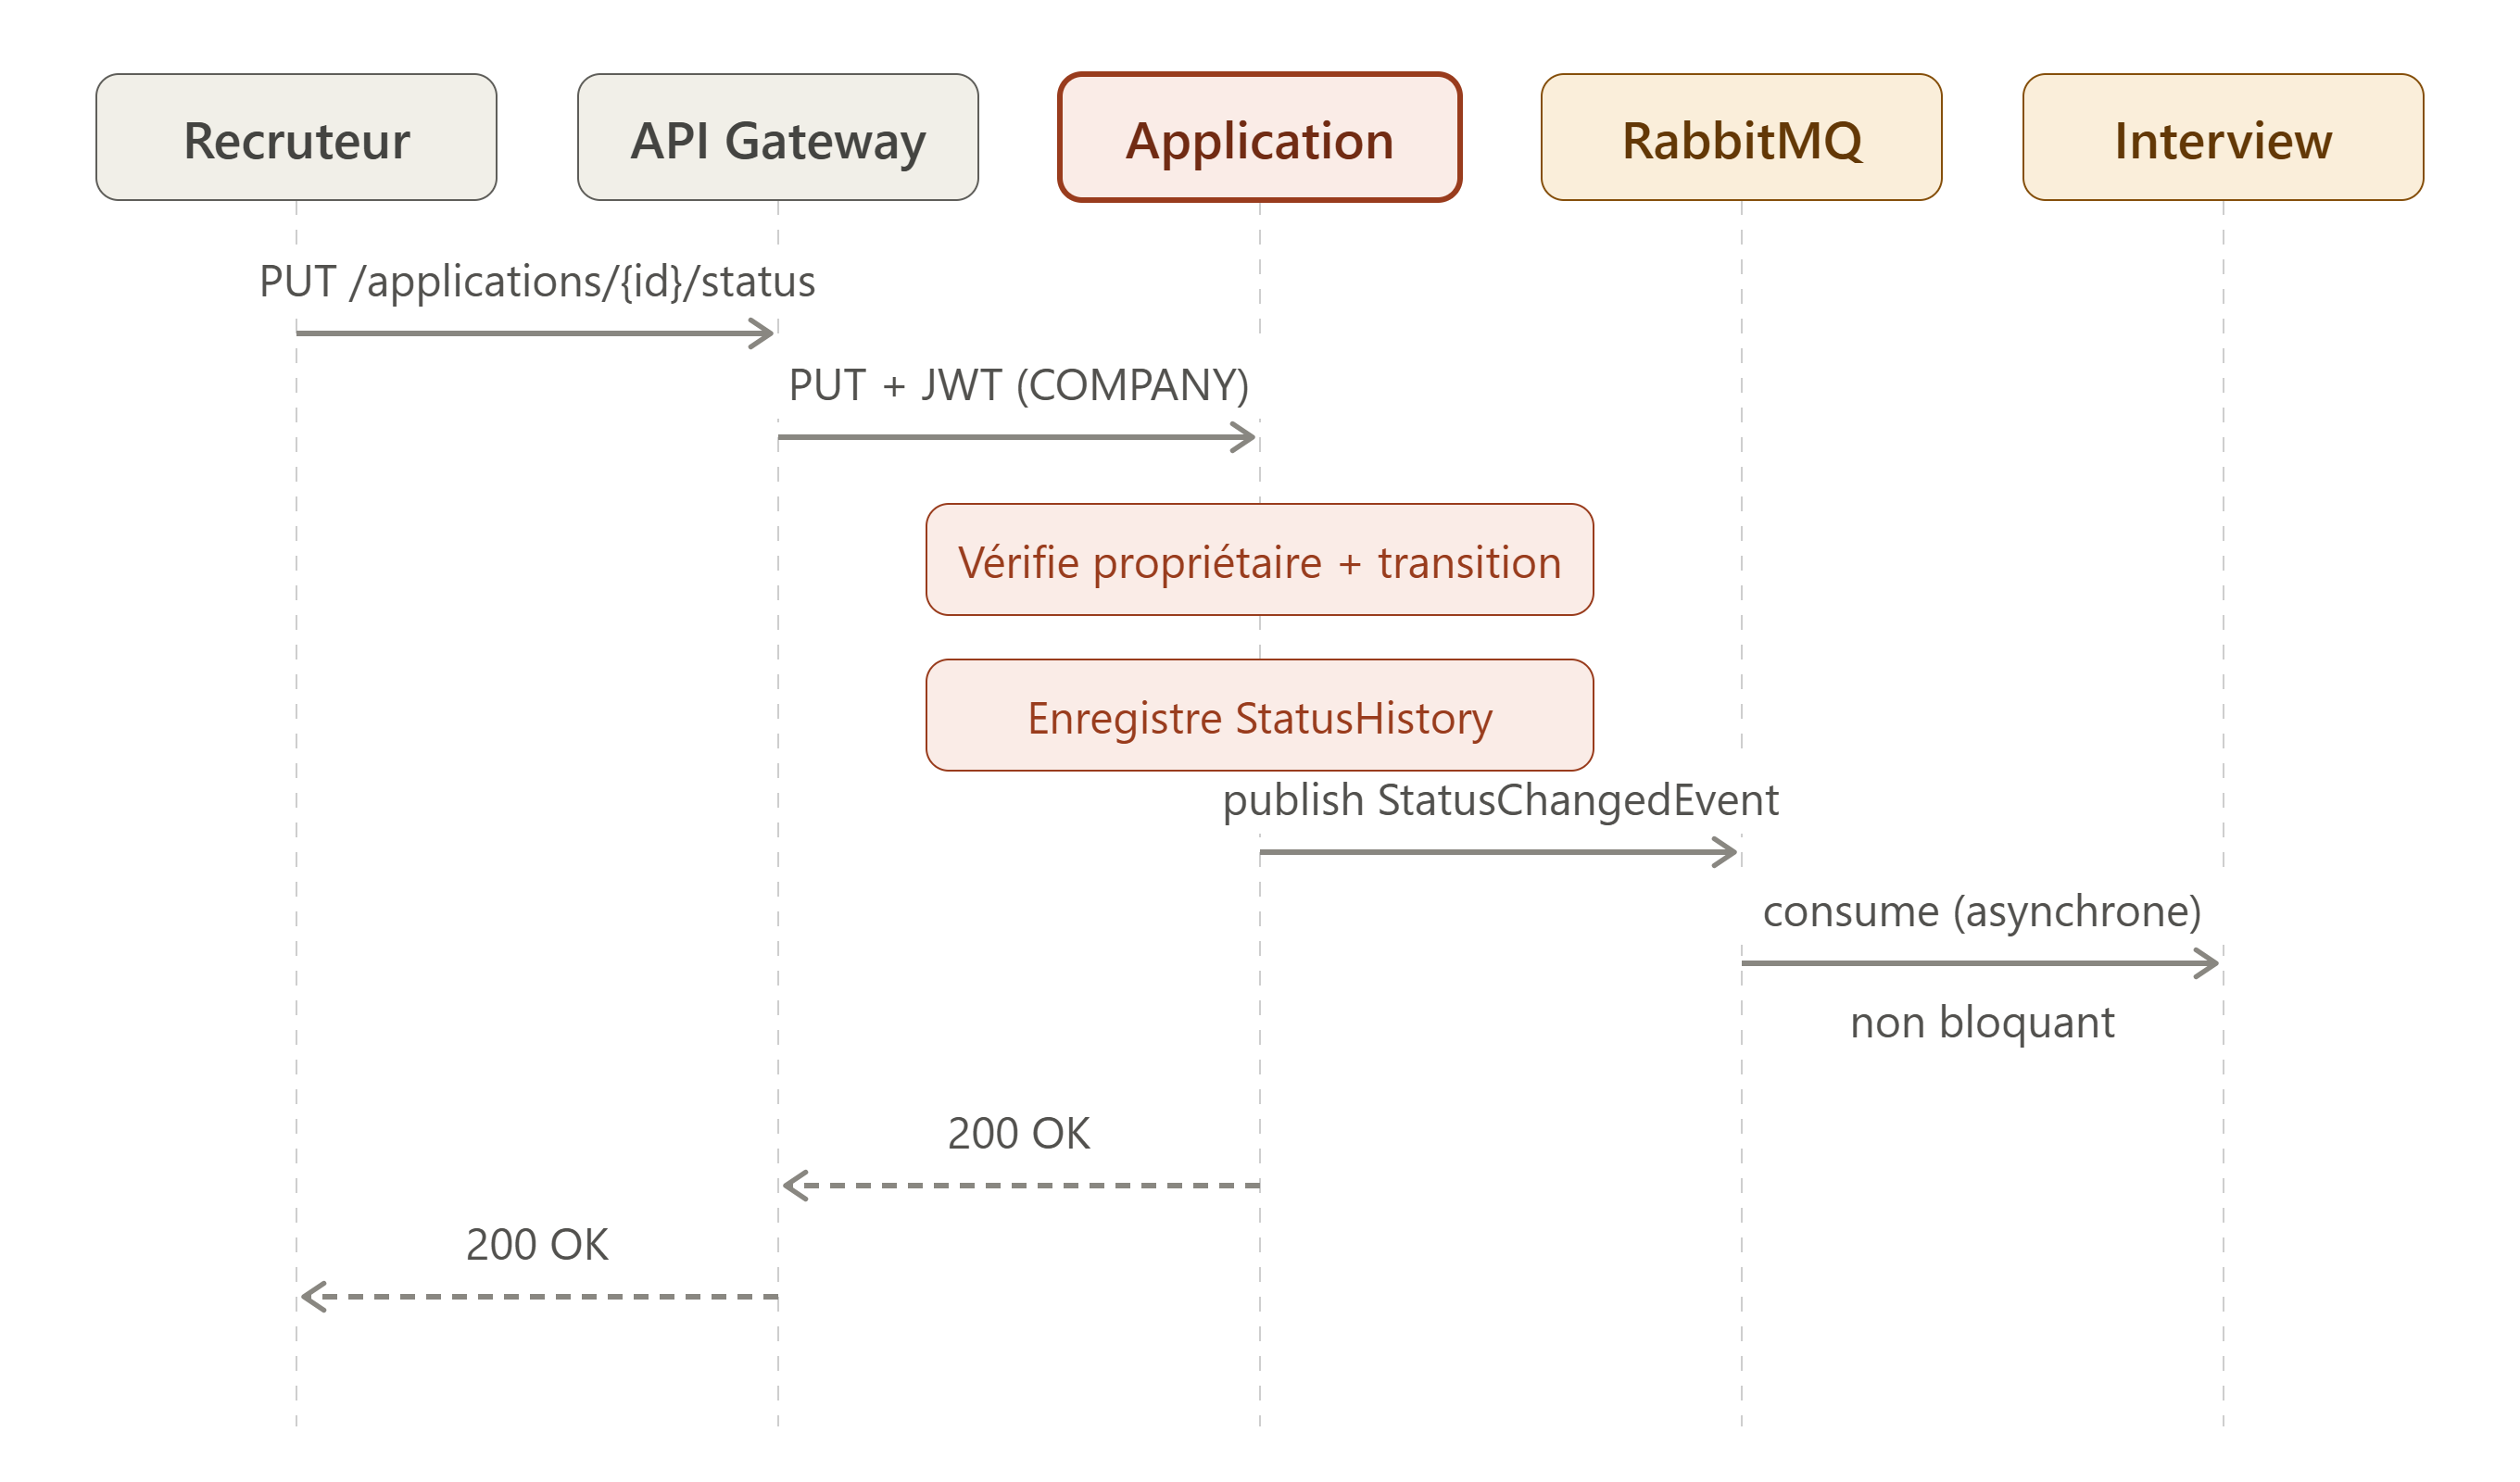 Recruteur
API Gateway
Application
RabbitMQ
Interview
PUT /applications/{id}/status
PUT + JWT (COMPANY)
Vérifie propriétaire + transition
Enregistre StatusHistory
publish StatusChangedEvent
consume (asynchrone)
non bloquant
200 OK
200 OK